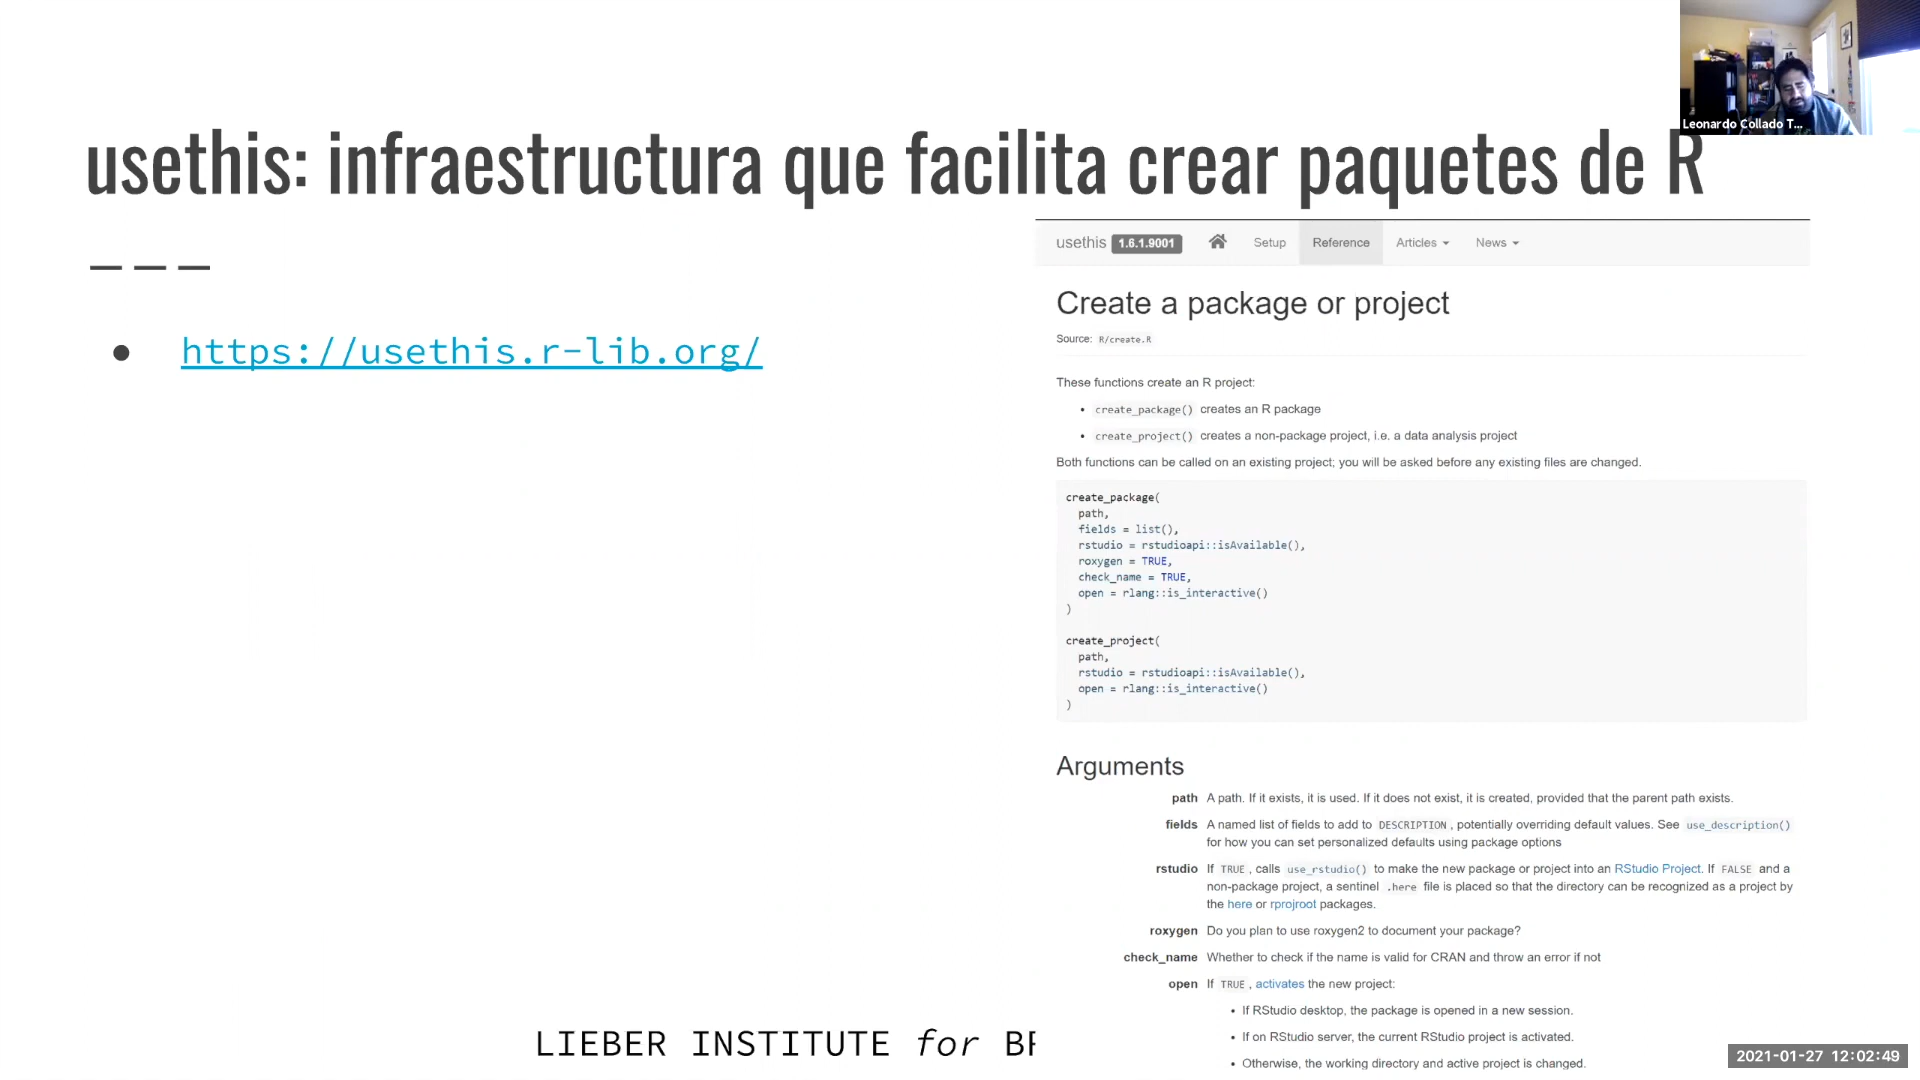 Leonardo Collado T...
usethis: infraestructura que facilita crear paquetes de R
https://usethis.r-lib.org/
usethis 1.6.1.9001 Setup Reference Articles News
Create a package or project
Source: R/create.R
These functions create an R project:
• create_package() creates an R package
• create_project() creates a non-package project, i.e. a data analysis project
Both functions can be called on an existing project; you will be asked before any existing files are changed.
create_package(
path,
fields = list(),
rstudio = rstudioapi::isAvailable(),
roxygen = TRUE,
check_name = TRUE,
open = rlang::is_interactive()
)
create_project(
path,
rstudio = rstudioapi::isAvailable(),
open = rlang::is_interactive()
)
Arguments
path A path. If it exists, it is used. If it does not exist, it is created, provided that the parent path exists.
fields A named list of fields to add to DESCRIPTION, potentially overriding default values. See use_description()
for how you can set personalized defaults using package options
rstudio If TRUE, calls use_rstudio() to make the new package or project into an RStudio Project. If FALSE and a
non-package project, a sentinel .here file is placed so that the directory can be recognized as a project by
the here or rprojroot packages.
roxygen Do you plan to use roxygen2 to document your package?
check_name Whether to check if the name is valid for CRAN and throw an error if not
open If TRUE, activates the new project:
• If RStudio desktop, the package is opened in a new session.
• If on RStudio server, the current RStudio project is activated.
• Otherwise, the working directory and active project is changed.
LIEBER INSTITUTE for
2021-01-27 12:02:49